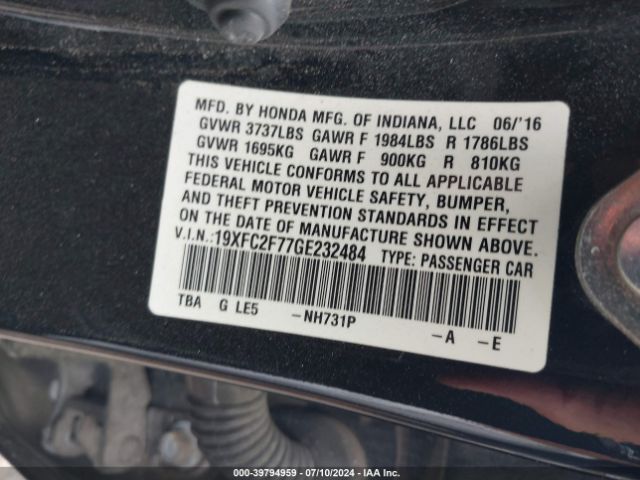 MFD. BY HONDA MFG. OF INDIANA, LLC 06/'16
GVWR 3737LBS GAWR F 1984LBS R 1786LBS
GVWR 1695KG GAWR F 900KG R 810KG
THIS VEHICLE CONFORMS TO ALL APPLICABLE
FEDERAL MOTOR VEHICLE SAFETY, BUMPER,
AND THEFT PREVENTION STANDARDS IN EFFECT
ON THE DATE OF MANUFACTURE SHOWN ABOVE.
V.I.N.:19XFC2F77GE232484 TYPE: PASSENGER CAR
TBA G LE5 -NH731P -A -E
000-39794959 - 07/10/2024 - IAA Inc.